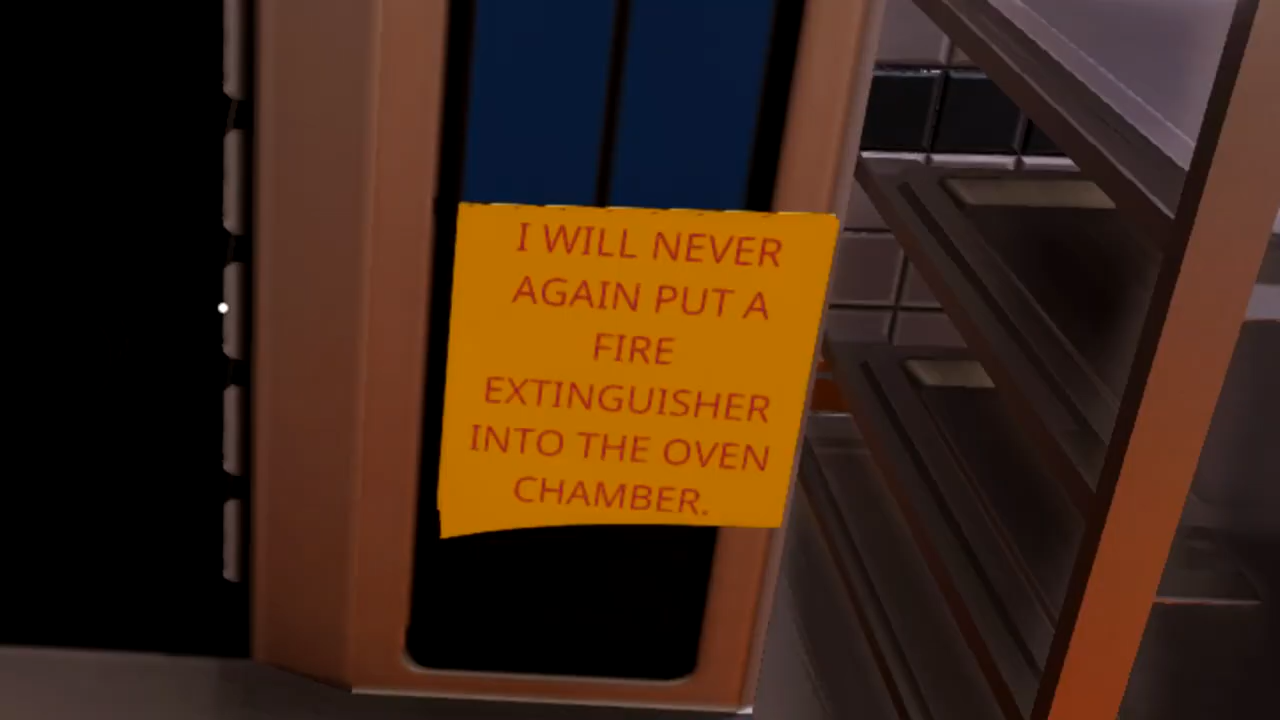 I WILL NEVER
AGAIN PUT A
FIRE
EXTINGUISHER
INTO THE OVEN
CHAMBER.